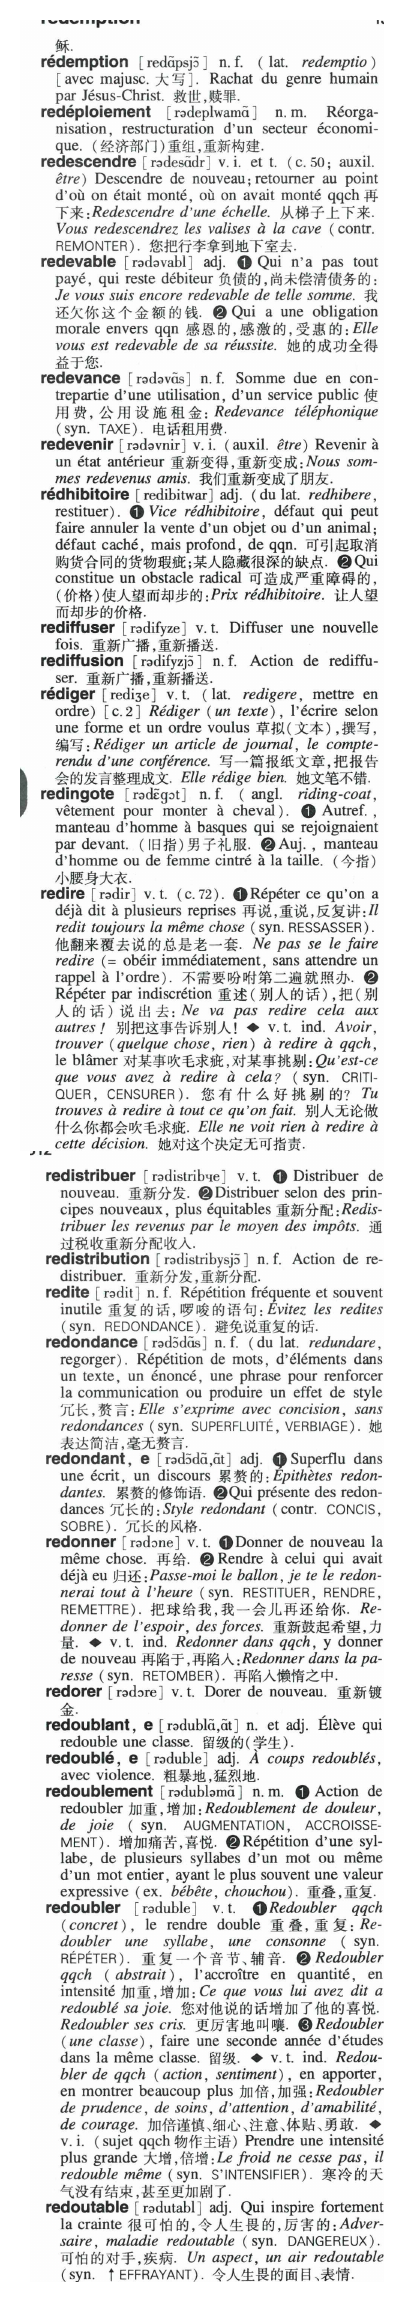 稣.
rédemption [redɑ̃psjɔ̃] n. f. ( lat. redemptio )
[ avec majusc. 大写]. Rachat du genre humain
par Jésus-Christ. 救世,赎罪.
redéploiement [rədeplwamɑ̃] n. m. Réorga-
nisation, restructuration d'un secteur économi-
que. (经济部门)重组,重新构建.
redescendre [rədesɑ̃dr] v. i. et t. (c. 50; auxil.
être) Descendre de nouveau; retourner au point
d'où on était monté, où on avait monté qqch 再
下来:Redescendre d'une échelle. 从梯子上下来.
Vous redescendrez les valises à la cave (contr.
REMONTER). 您把行李拿到地下室去.
redevable [rədəvabl] adj. ❶ Qui n'a pas tout
payé, qui reste débiteur 负债的,尚未偿清债务的:
Je vous suis encore redevable de telle somme. 我
还欠你这个金额的钱. ❷ Qui a une obligation
morale envers qqn 感恩的,感激的,受惠的:Elle
vous est redevable de sa réussite. 她的成功全得
益于您.
redevance [rədəvɑ̃s] n. f. Somme due en con-
trepartie d'une utilisation, d'un service public 使
用费,公用设施租金: Redevance téléphonique
(syn. TAXE). 电话租用费.
redevenir [rədəvnir] v. i. (auxil. être) Revenir à
un état antérieur 重新变得,重新变成:Nous som-
mes redevenus amis. 我们重新变成了朋友.
rédhibitoire [redibitwar] adj. (du lat. redhibere,
restituer). ❶ Vice rédhibitoire, défaut qui peut
faire annuler la vente d'un objet ou d'un animal;
défaut caché, mais profond, de qqn. 可引起取消
购货合同的货物瑕疵;某人隐藏很深的缺点. ❷ Qui
constitue un obstacle radical 可造成严重障碍的,
(价格)使人望而却步的:Prix rédhibitoire. 让人望
而却步的价格.
rediffuser [rədifyze] v. t. Diffuser une nouvelle
fois. 重新广播,重新播送.
rediffusion [rədifyzjɔ̃] n. f. Action de rediffu-
ser. 重新广播,重新播送.
rédiger [rediʒe] v. t. (lat. redigere, mettre en
ordre) [c. 2] Rédiger (un texte), l'écrire selon
une forme et un ordre voulus 草拟(文本),撰写,
编写:Rédiger un article de journal, le compte-
rendu d'une conférence. 写一篇报纸文章,把报告
会的发言整理成文. Elle rédige bien. 她文笔不错.
redingote [rədɛ̃gɔt] n. f. ( angl. riding-coat,
vêtement pour monter à cheval). ❶ Autref.,
manteau d'homme à basques qui se rejoignaient
par devant. (旧指)男子礼服. ❷ Auj., manteau
d'homme ou de femme cintré à la taille. (今指)
小腰身大衣.
redire [rədir] v. t. (c. 72). ❶ Répéter ce qu'on a
déjà dit à plusieurs reprises 再说,重说,反复讲:Il
redit toujours la même chose (syn. RESSASSER).
他翻来覆去说的总是老一套. Ne pas se le faire
redire (= obéir immédiatement, sans attendre un
rappel à l'ordre). 不需要吩咐第二遍就照办. ❷
Répéter par indiscrétion 重述(别人的话),把(别
人的话)说出去:Ne va pas redire cela aux
autres ! 别把这事告诉别人! ◆ v. t. ind. Avoir,
trouver (quelque chose, rien) à redire à qqch,
le blâmer 对某事吹毛求疵,对某事挑剔:Qu'est-ce
que vous avez à redire à cela? ( syn. CRITI-
QUER, CENSURER). 您有什么好挑剔的? Tu
trouves à redire à tout ce qu'on fait. 别人无论做
什么你都会吹毛求疵. Elle ne voit rien à redire à
cette décision. 她对这个决定无可指责.
redistribuer [rədistribɥe] v. t. ❶ Distribuer de
nouveau. 重新分发. ❷ Distribuer selon des prin-
cipes nouveaux, plus équitables 重新分配:Redis-
tribuer les revenus par le moyen des impôts. 通
过税收重新分配收入.
redistribution [rədistribysjɔ̃] n. f. Action de re-
distribuer. 重新分发,重新分配.
redite [rədit] n. f. Répétition fréquente et souvent
inutile 重复的话,啰唆的语句:Évitez les redites
(syn. REDONDANCE). 避免说重复的话.
redondance [rədɔ̃dɑ̃s] n. f. (du lat. redundare,
regorger). Répétition de mots, d'éléments dans
un texte, un énoncé, une phrase pour renforcer
la communication ou produire un effet de style
冗长,赘言:Elle s'exprime avec concision, sans
redondances (syn. SUPERFLUITÉ, VERBIAGE). 她
表达简洁,毫无赘言.
redondant, e [rədɔ̃dɑ̃,ɑ̃t] adj. ❶ Superflu dans
une écrit, un discours 累赘的:Épithètes redon-
dantes. 累赘的修饰语. ❷ Qui présente des redon-
dances 冗长的:Style redondant (contr. CONCIS,
SOBRE). 冗长的风格.
redonner [rədɔne] v. t. ❶ Donner de nouveau la
même chose. 再给. ❷ Rendre à celui qui avait
déjà eu 归还:Passe-moi le ballon, je te le redon-
nerai tout à l'heure (syn. RESTITUER, RENDRE,
REMETTRE). 把球给我,我一会儿再还给你. Re-
donner de l'espoir, des forces. 重新鼓起希望,力
量. ◆ v. t. ind. Redonner dans qqch, y donner
de nouveau 再陷于,再陷入:Redonner dans la pa-
resse (syn. RETOMBER). 再陷入懒惰之中.
redorer [rədɔre] v. t. Dorer de nouveau. 重新镀
金.
redoublant, e [rədublɑ̃,ɑ̃t] n. et adj. Élève qui
redouble une classe. 留级的(学生).
redoublé, e [rəduble] adj. À coups redoublés,
avec violence. 粗暴地,猛烈地.
redoublement [rədubləmɑ̃] n. m. ❶ Action de
redoubler 加重,增加:Redoublement de douleur,
de joie ( syn. AUGMENTATION, ACCROISSE-
MENT). 增加痛苦,喜悦. ❷ Répétition d'une syl-
labe, de plusieurs syllabes d'un mot ou même
d'un mot entier, ayant le plus souvent une valeur
expressive (ex. bébête, chouchou). 重叠,重复.
redoubler [rəduble] v. t. ❶ Redoubler qqch
(concret), le rendre double 重叠,重复: Re-
doubler une syllabe, une consonne ( syn.
RÉPÉTER). 重复一个音节、辅音. ❷ Redoubler
qqch ( abstrait ), l'accroître en quantité, en
intensité 加重,增加:Ce que vous lui avez dit a
redoublé sa joie. 您对他说的话增加了他的喜悦.
Redoubler ses cris. 更厉害地叫嚷. ❸ Redoubler
(une classe), faire une seconde année d'études
dans la même classe. 留级. ◆ v. t. ind. Redou-
bler de qqch (action, sentiment), en apporter,
en montrer beaucoup plus 加倍,加强:Redoubler
de prudence, de soins, d'attention, d'amabilité,
de courage. 加倍谨慎、细心、注意、体贴、勇敢. ◆
v. i. (sujet qqch 物作主语) Prendre une intensité
plus grande 大增,倍增:Le froid ne cesse pas, il
redouble même (syn. S'INTENSIFIER). 寒冷的天
气没有结束,甚至更加剧了.
redoutable [rədutabl] adj. Qui inspire fortement
la crainte 很可怕的,令人生畏的,厉害的:Adver-
saire, maladie redoutable (syn. DANGEREUX).
可怕的对手,疾病. Un aspect, un air redoutable
(syn. ↑EFFRAYANT). 令人生畏的面目、表情.